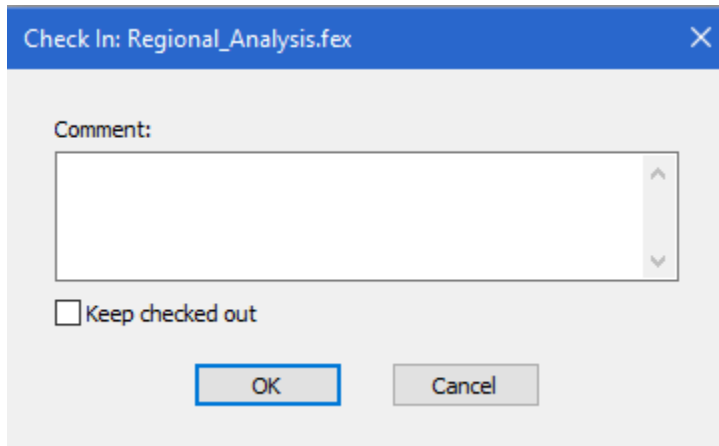 Check In: Regional_Analysis.fex
Comment:
Keep checked out
OK
Cancel